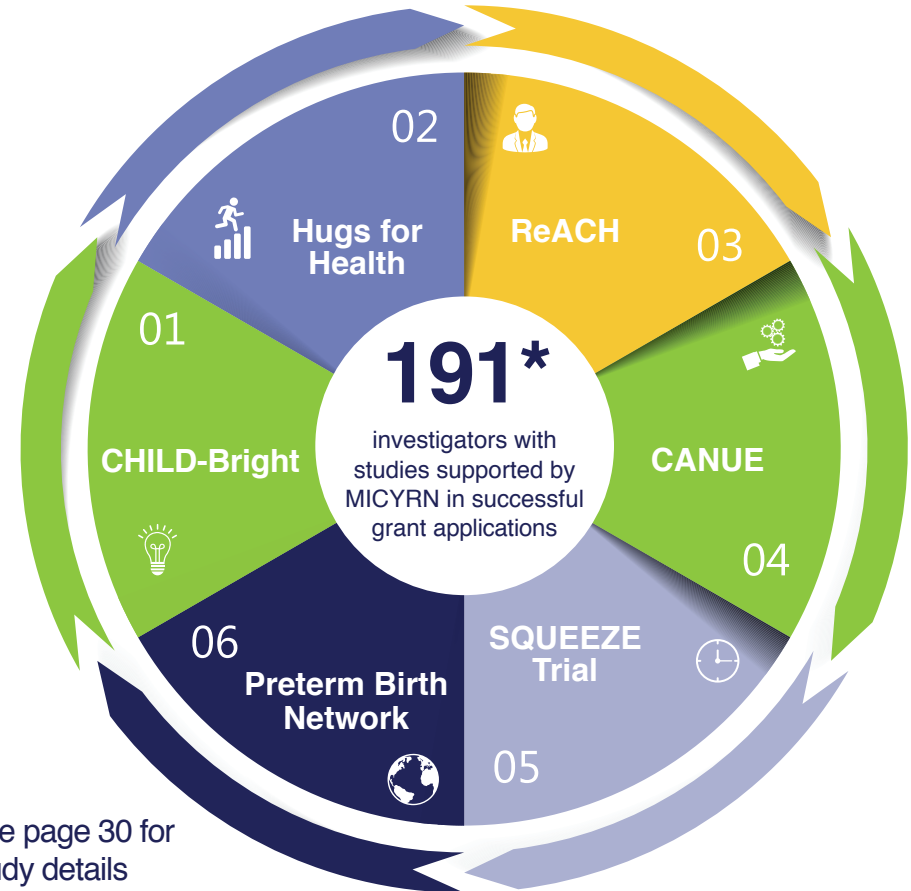 02
Hugs for
Health
ReACH
03
01
CHILD-Bright
191*
investigators with
studies supported by
MICYRN in successful
grant applications
CANUE
04
06
Preterm Birth
Network
SQUEEZE
Trial
05
page 30 for
details